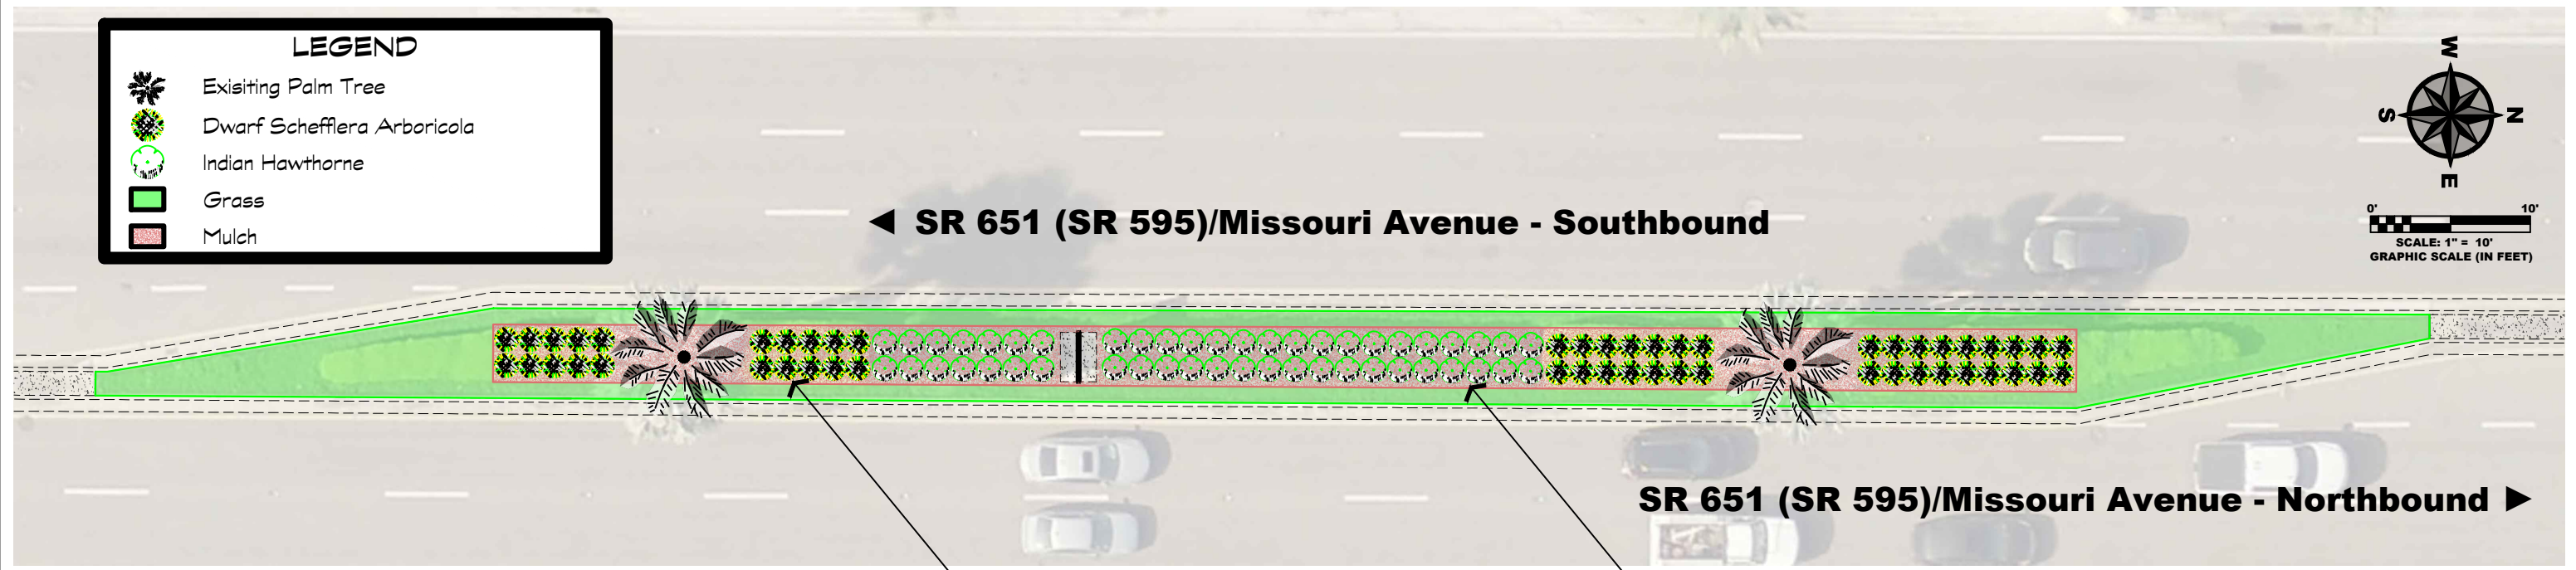 LEGEND
Exisiting Palm Tree
Dwarf Schefflera Arboricola
Indian Hawthorne
Grass
Mulch
W
S N
E
0' 10'
SCALE: 1" = 10'
GRAPHIC SCALE (IN FEET)
◄ SR 651 (SR 595)/Missouri Avenue - Southbound
SR 651 (SR 595)/Missouri Avenue - Northbound ►